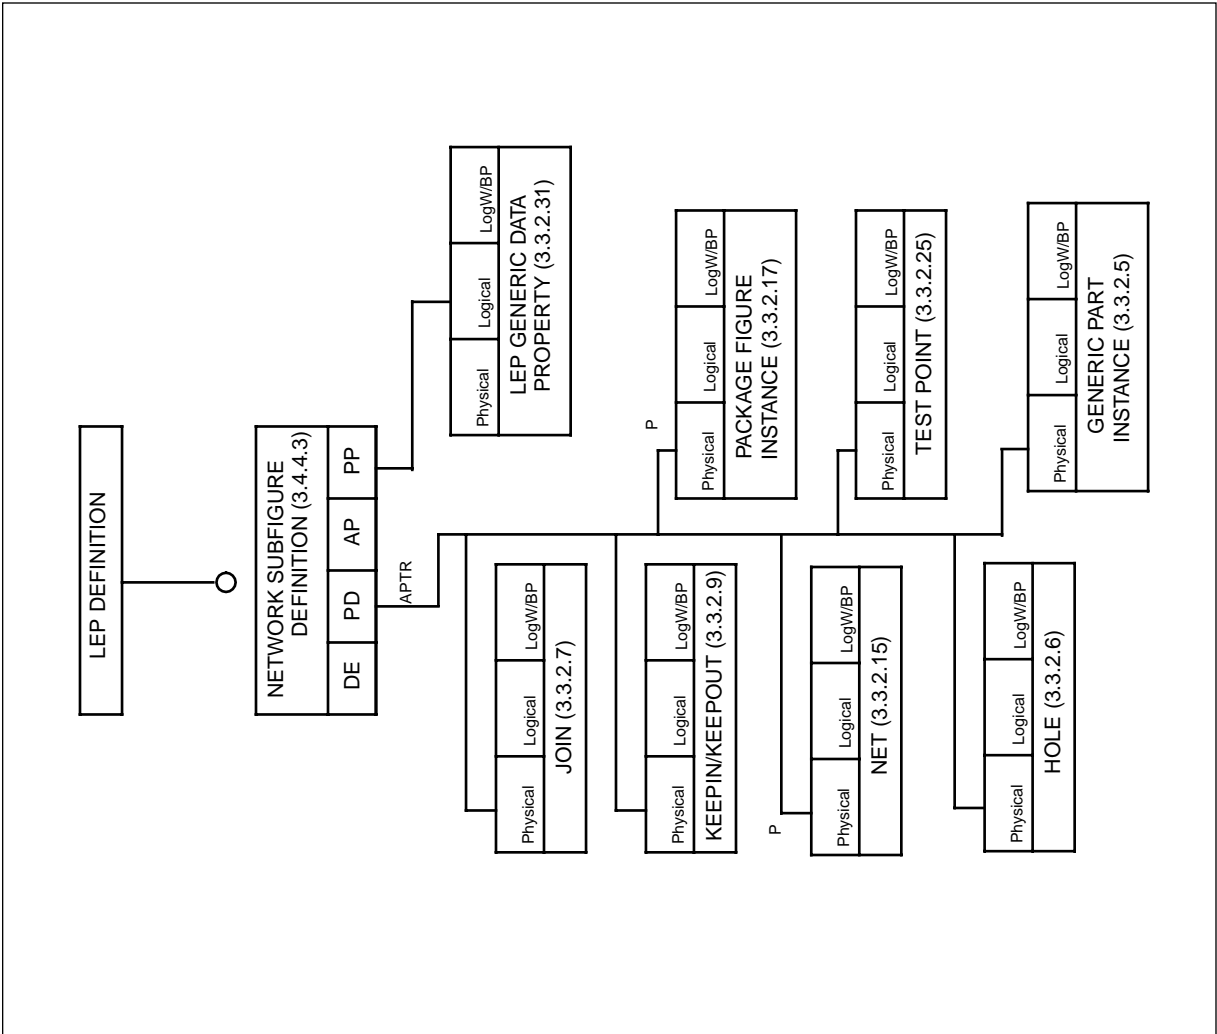 LEP DEFINITION
NETWORK SUBFIGURE
DEFINITION (3.4.4.3)
DE PD AP PP
APTR
Physical Logical LogW/BP
LEP GENERIC DATA
PROPERTY (3.3.2.31)
Physical Logical LogW/BP
JOIN (3.3.2.7)
Physical Logical LogW/BP
KEEPIN/KEEPOUT (3.3.2.9)
P
Physical Logical LogW/BP
PACKAGE FIGURE
INSTANCE (3.3.2.17)
P
Physical Logical LogW/BP
NET (3.3.2.15)
Physical Logical LogW/BP
TEST POINT (3.3.2.25)
Physical Logical LogW/BP
HOLE (3.3.2.6)
Physical Logical LogW/BP
GENERIC PART
INSTANCE (3.3.2.5)